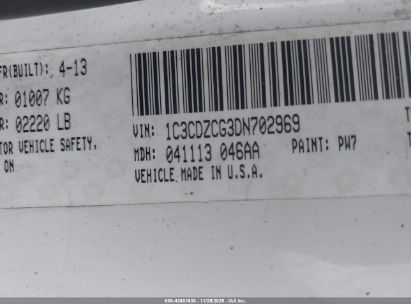 FR(BUILT): 4-13
R: 01007 KG
R: 02220 LB
TOR VEHICLE SAFETY,
ON
VIN: 1C3CDZCG3DN702969
MDH: 041113 046AA PAINT: PW7
VEHICLE MADE IN U.S.A.